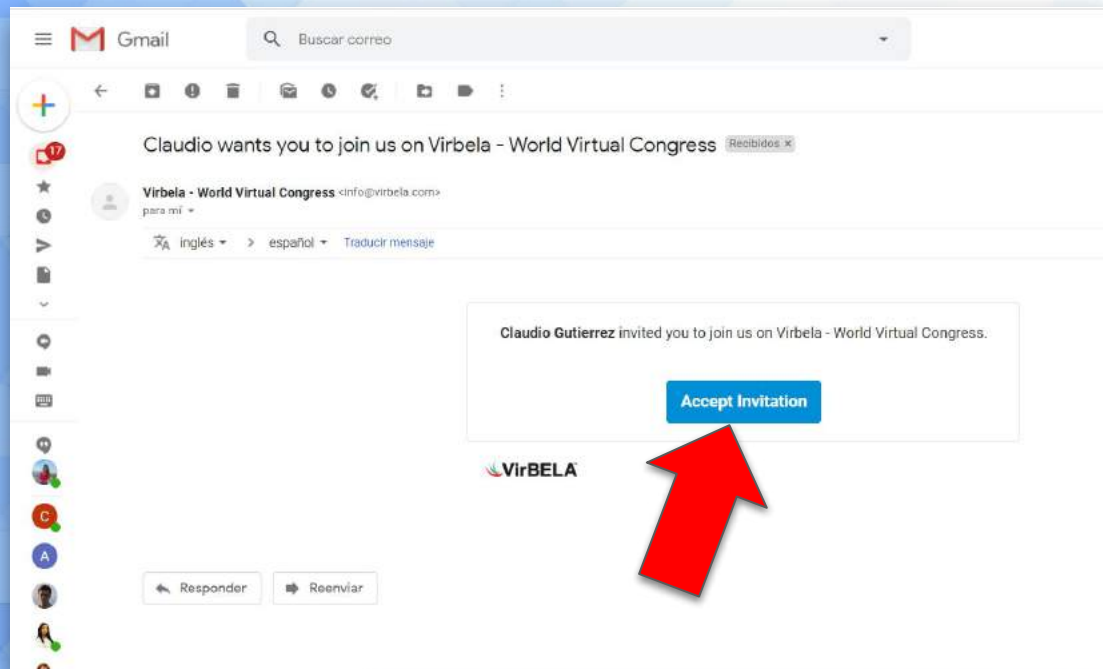 Gmail
Buscar correo
17
Claudio wants you to join us on Virbela - World Virtual Congress Recibidos x
Virbela - World Virtual Congress <info@virbela.com>
para mí
inglés > español Traducir mensaje
Claudio Gutierrez invited you to join us on Virbela - World Virtual Congress.
Accept Invitation
VirBELA
C
A
Responder Reenviar